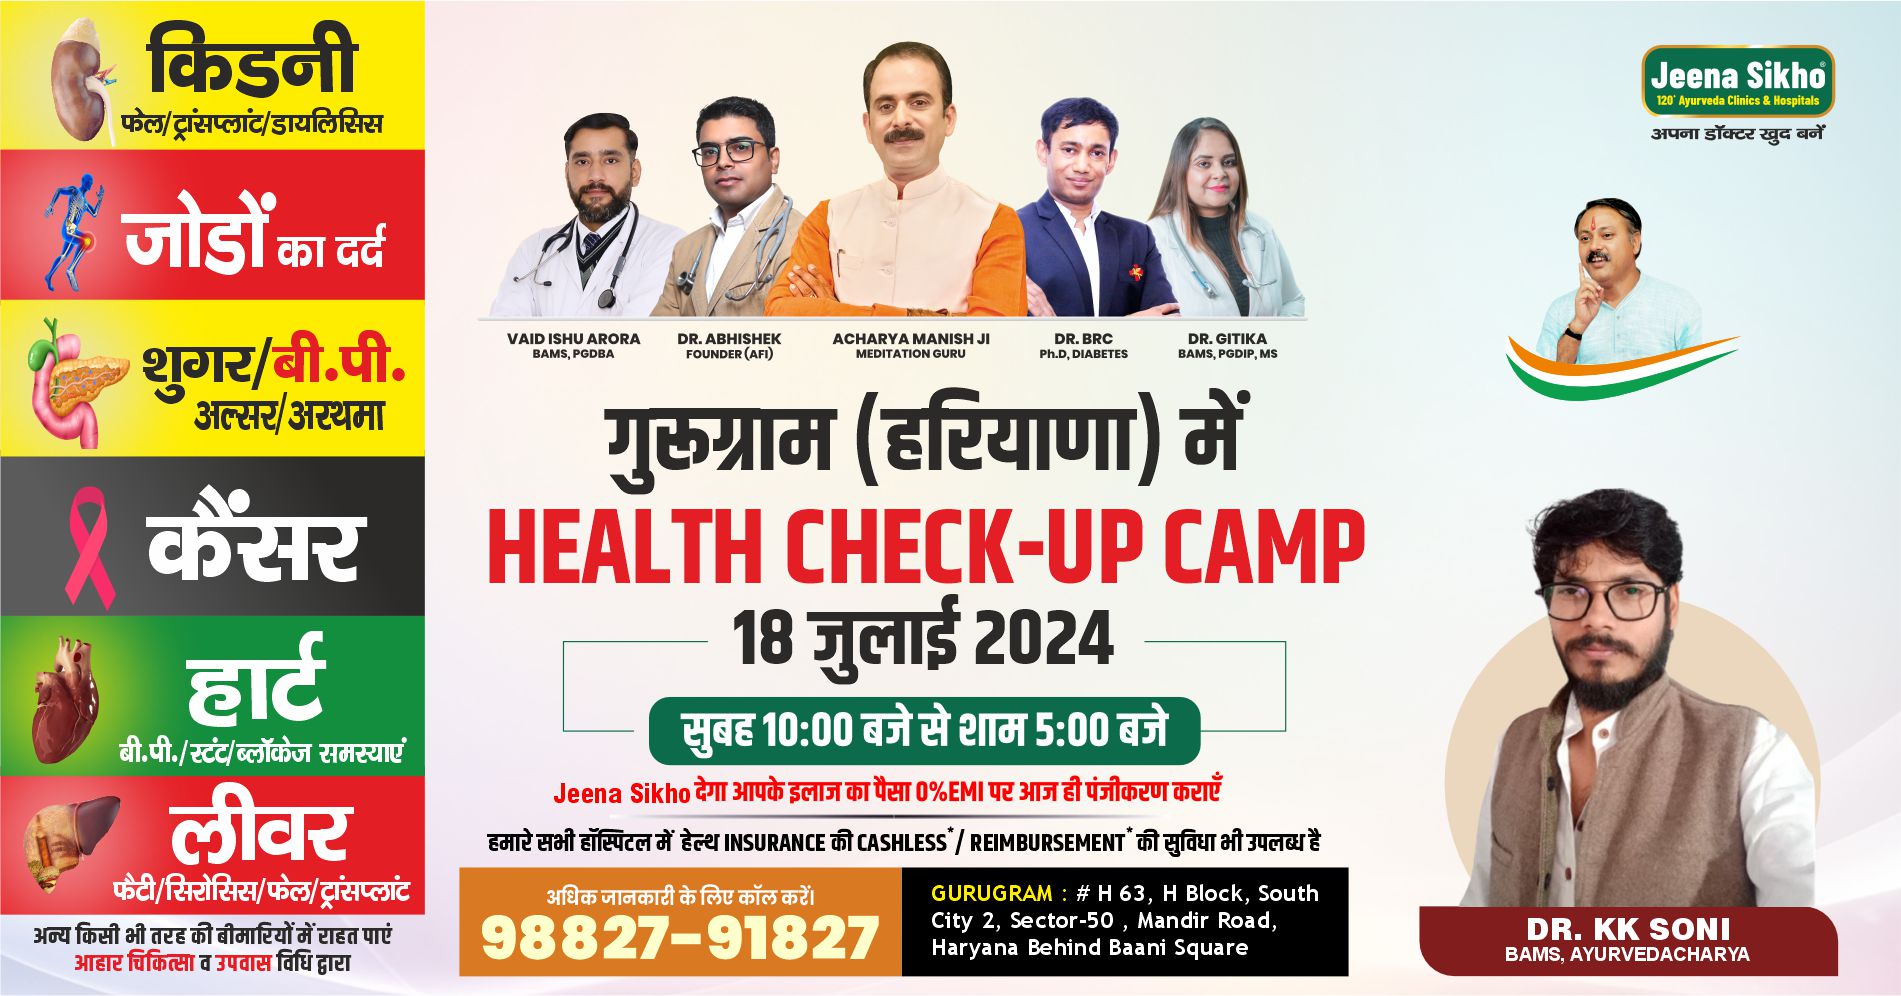 किडनी
फेल/ट्रांसप्लांट/डायलिसिस
जोडों का दर्द
शुगर/बी.पी.
अल्सर/अस्थमा
कैंसर
हार्ट
बी.पी./स्टंट/ब्लॉकेज समस्याएं
लीवर
फैटी/सिरोसिस/फेल/ट्रांसप्लांट
अन्य किसी भी तरह की बीमारियों में राहत पाएं
आहार चिकित्सा व उपवास विधि द्वारा
VAID ISHU ARORA
BAMS, PGDBA
DR. ABHISHEK
FOUNDER (AFI)
ACHARYA MANISH JI
MEDITATION GURU
DR. BRC
Ph.D, DIABETES
DR. GITIKA
BAMS, PGDIP, MS
गुरूग्राम (हरियाणा) में
HEALTH CHECK-UP CAMP
18 जुलाई 2024
सुबह 10:00 बजे से शाम 5:00 बजे
Jeena Sikho देगा आपके इलाज का पैसा 0%EMI पर आज ही पंजीकरण कराएँ
हमारे सभी हॉस्पिटल में हेल्थ INSURANCE की CASHLESS*/ REIMBURSEMENT* की सुविधा भी उपलब्ध है
अधिक जानकारी के लिए कॉल करें।
98827-91827
GURUGRAM : # H 63, H Block, South
City 2, Sector-50 , Mandir Road,
Haryana Behind Baani Square
Jeena Sikho®
120+ Ayurveda Clinics & Hospitals
अपना डॉक्टर खुद बनें
DR. KK SONI
BAMS, AYURVEDACHARYA